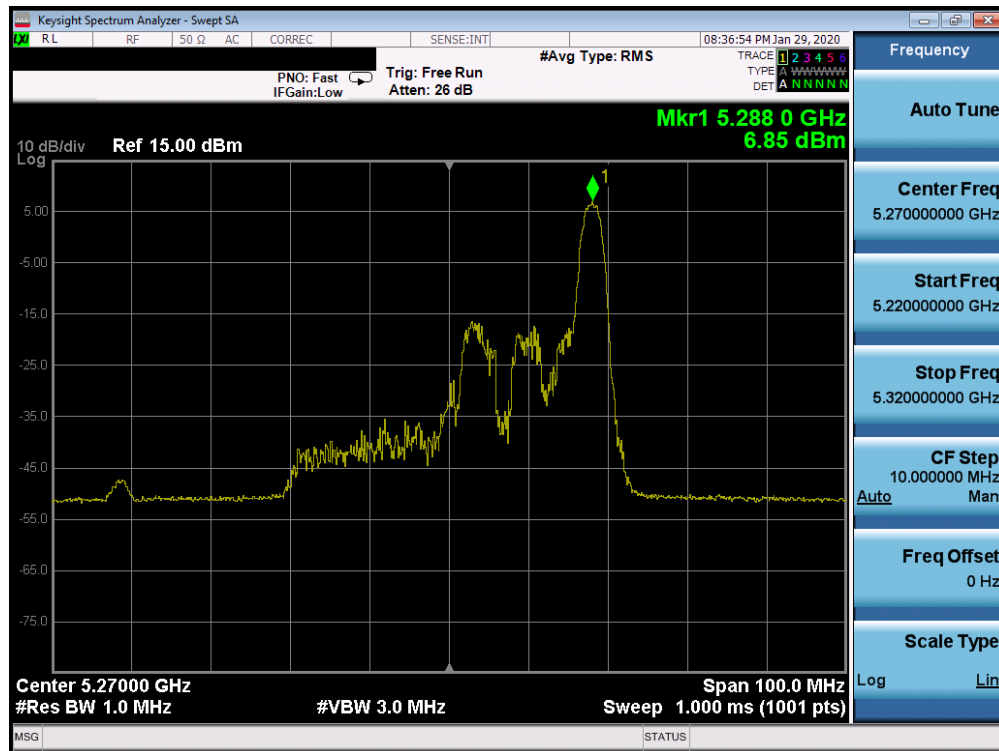 Keysight Spectrum Analyzer - Swept SA
LXI RL RF 50 Ω AC CORREC SENSE:INT 08:36:54 PM Jan 29, 2020
#Avg Type: RMS
TRACE 1 2 3 4 5 6
TYPE A WWWWW
DET A N N N N N
PNO: Fast
IFGain:Low
Trig: Free Run
Atten: 26 dB
Mkr1 5.288 0 GHz
6.85 dBm
10 dB/div Ref 15.00 dBm
Log
1
5.00
-5.00
-15.0
-25.0
-35.0
-45.0
-55.0
-65.0
-75.0
Center 5.27000 GHz Span 100.0 MHz
#Res BW 1.0 MHz #VBW 3.0 MHz Sweep 1.000 ms (1001 pts)
MSG STATUS
Frequency
Auto Tune
Center Freq
5.270000000 GHz
Start Freq
5.220000000 GHz
Stop Freq
5.320000000 GHz
CF Step
10.000000 MHz
Auto Man
Freq Offset
0 Hz
Scale Type
Log Lin